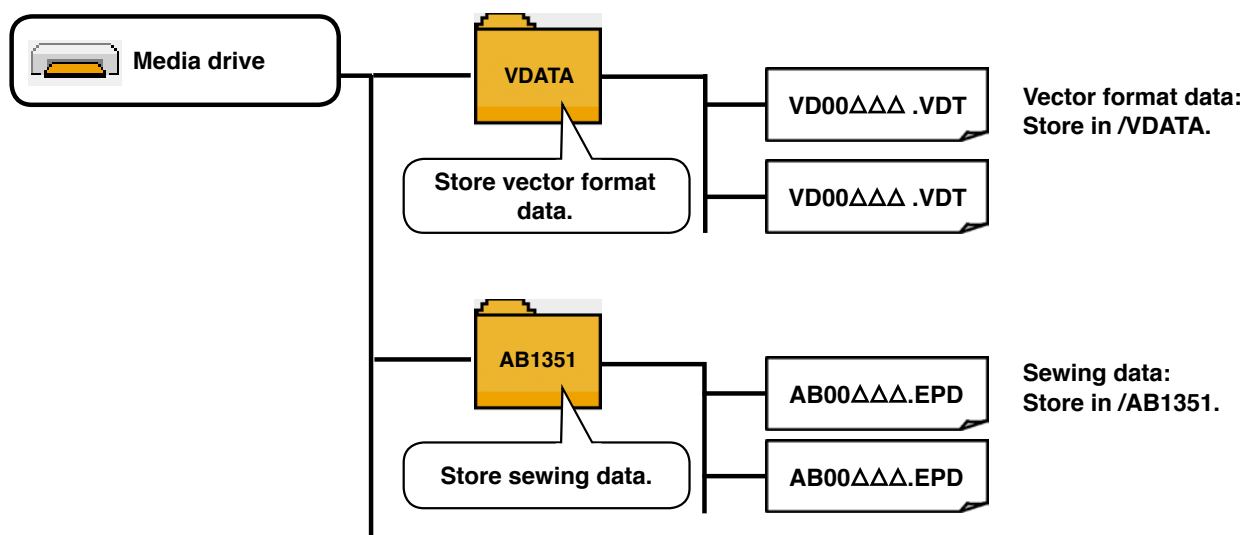 Media drive
VDATA
Store vector format
data.
VD00△△△ .VDT
VD00△△△ .VDT
Vector format data:
Store in /VDATA.
AB1351
Store sewing data.
AB00△△△.EPD
AB00△△△.EPD
Sewing data:
Store in /AB1351.